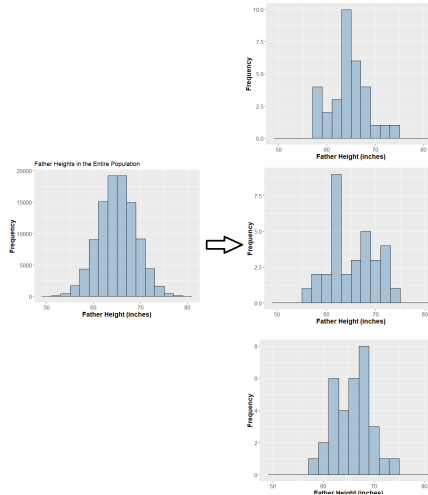 10.0
7.5
5.0
2.5
0.0
Frequency
50 60 70 80
Father Height (inches)
Father Heights in the Entire Population
20000
15000
10000
5000
0
Frequency
50 60 70 80
Father Height (inches)
7.5
5.0
2.5
0.0
Frequency
50 60 70 80
Father Height (inches)
8
6
4
2
0
Frequency
50 60 70 80
Father Height (inches)